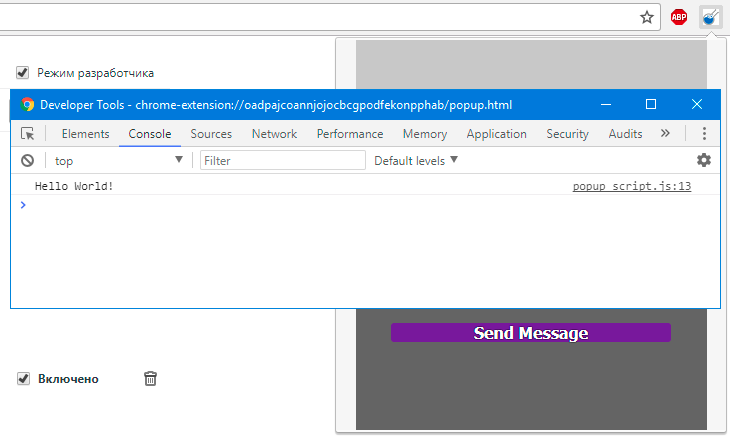 ABP
Режим разработчика
Developer Tools - chrome-extension://oadpajcoannjojocbcgpodfekonpphab/popup.html
Elements Console Sources Network Performance Memory Application Security Audits »
top Filter Default levels
Hello World! popup_script.js:13
>
Send Message
Включено